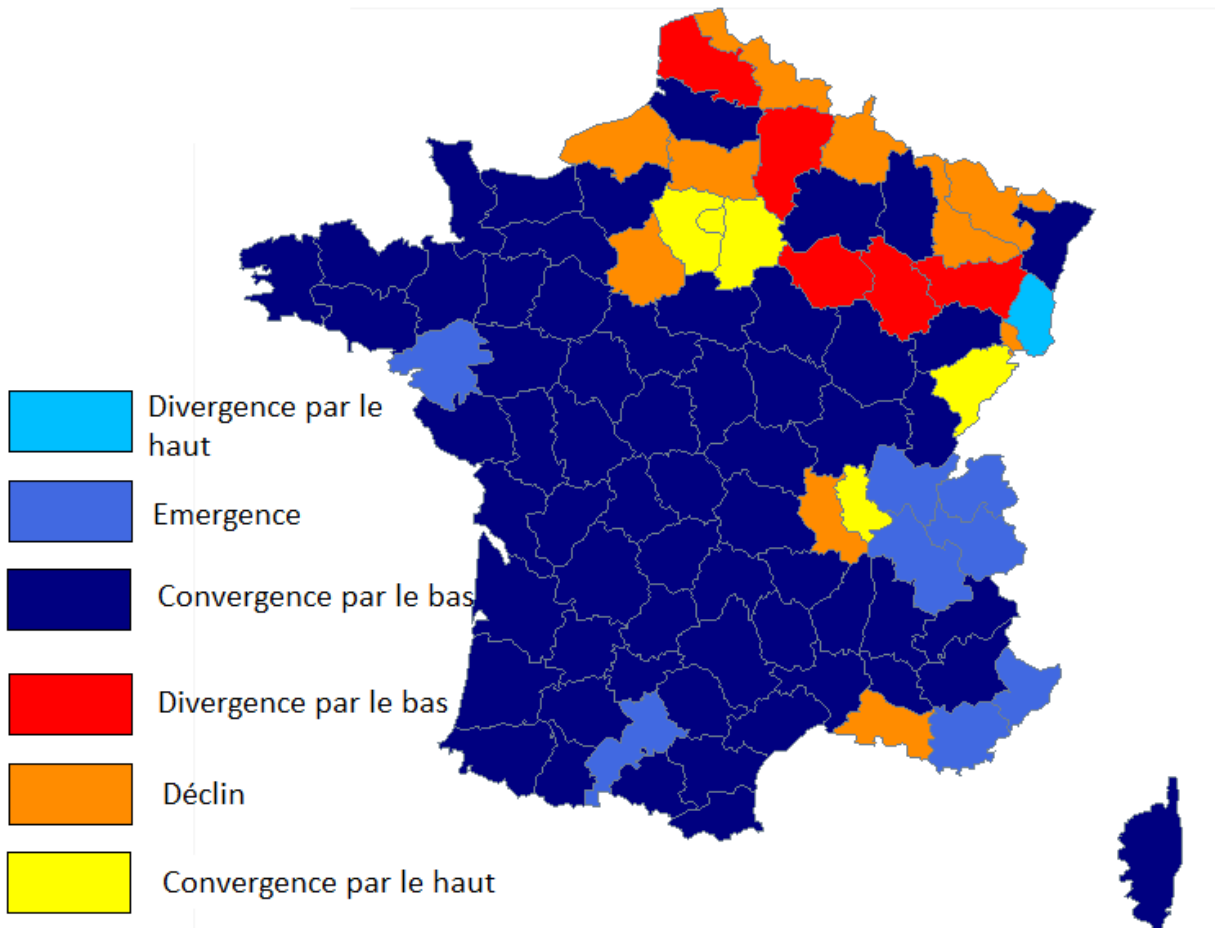 Divergence par le
haut
Emergence
Convergence par le bas
Divergence par le bas
Déclin
Convergence par le haut